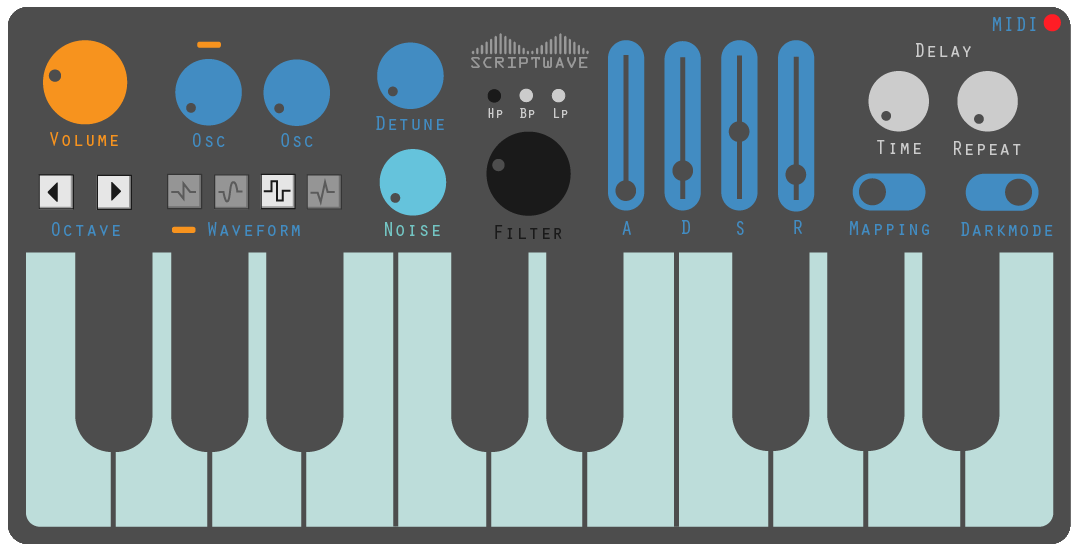 MIDI
DELAY
SCRIPTWAVE
HP BP LP
VOLUME OSC OSC DETUNE
TIME REPEAT
OCTAVE WAVEFORM NOISE FILTER
A D S R
MAPPING DARKMODE